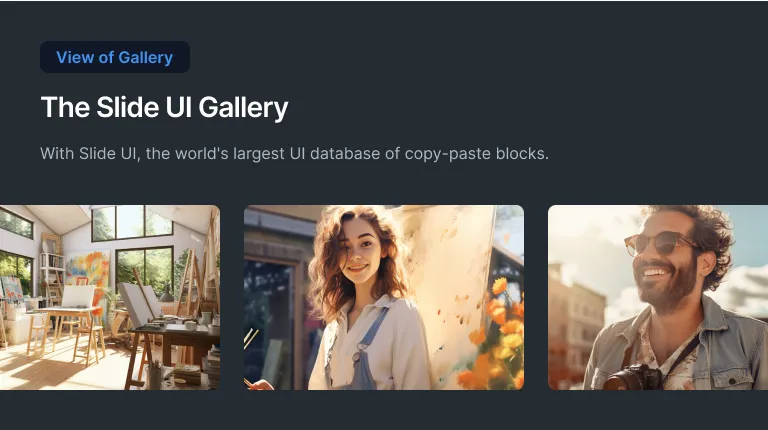 View of Gallery
The Slide UI Gallery
With Slide UI, the world's largest UI database of copy-paste blocks.